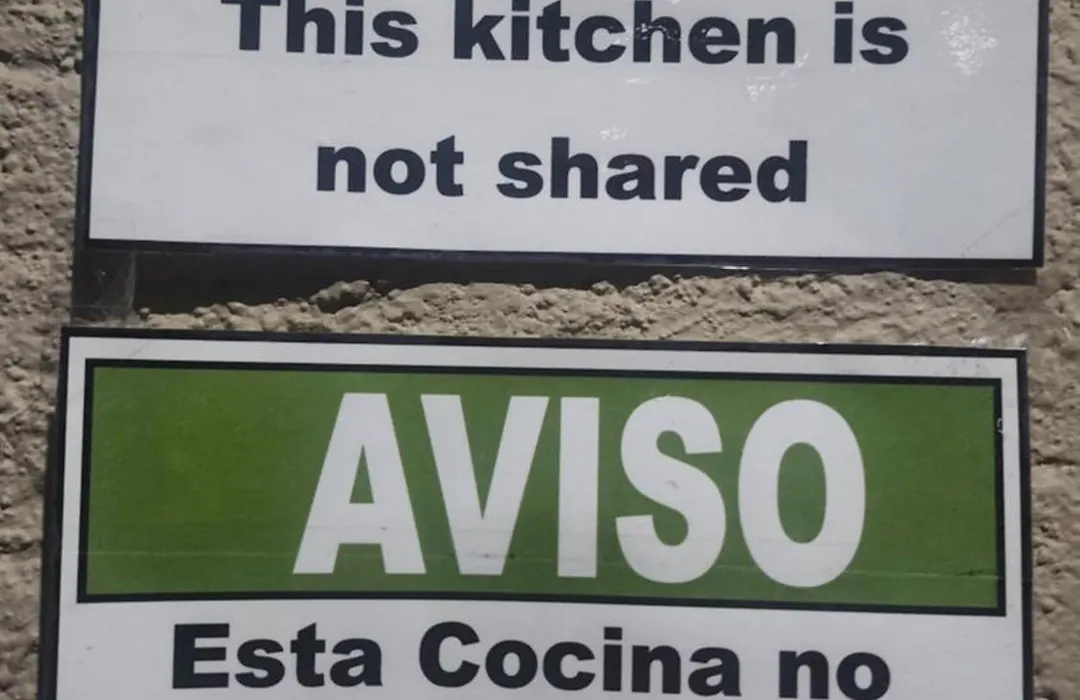 This kitchen is
not shared
AVISO
Esta Cocina no